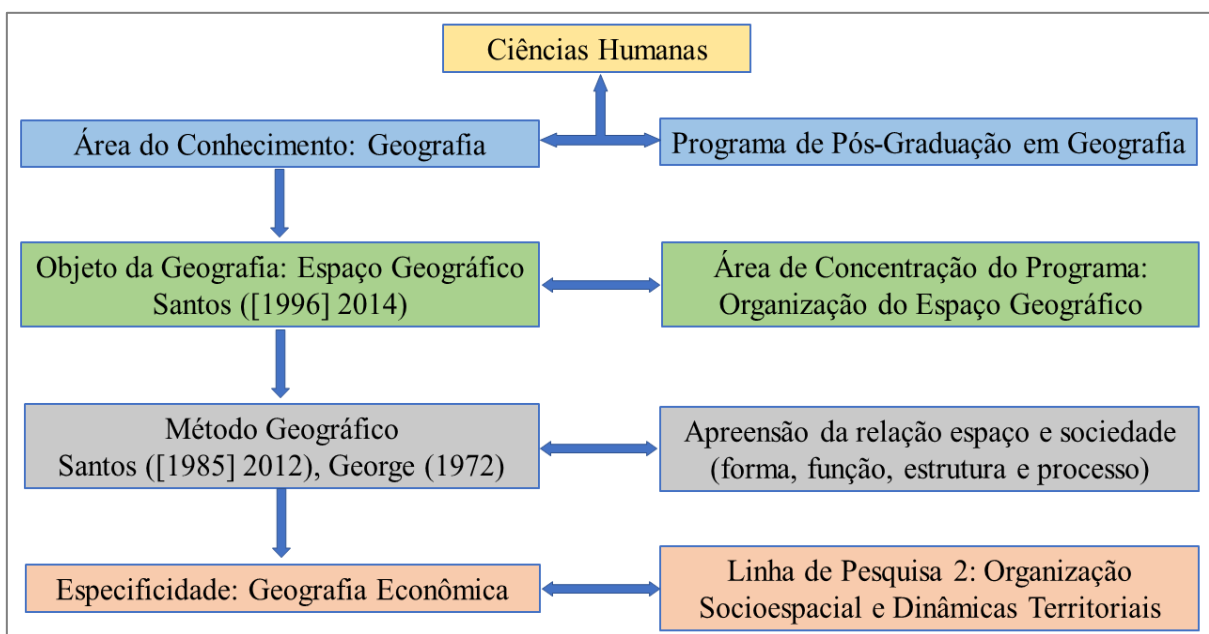 Ciências Humanas
Área do Conhecimento: Geografia
Programa de Pós-Graduação em Geografia
Objeto da Geografia: Espaço Geográfico
Santos ([1996] 2014)
Área de Concentração do Programa:
Organização do Espaço Geográfico
Método Geográfico
Santos ([1985] 2012), George (1972)
Apreensão da relação espaço e sociedade
(forma, função, estrutura e processo)
Especificidade: Geografia Econômica
Linha de Pesquisa 2: Organização
Socioespacial e Dinâmicas Territoriais